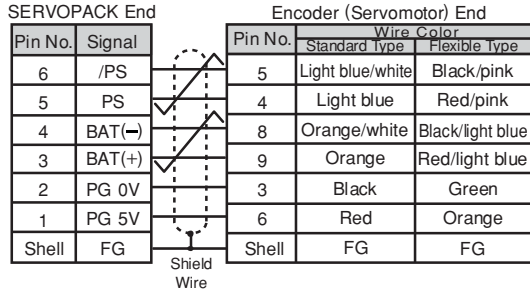 SERVOPACK End
Encoder (Servomotor) End
Pin No. Signal Pin No. Wire Color
Standard Type Flexible Type
6 /PS 5 Light blue/white Black/pink
5 PS 4 Light blue Red/pink
4 BAT(−) 8 Orange/white Black/light blue
3 BAT(+) 9 Orange Red/light blue
2 PG 0V 3 Black Green
1 PG 5V 6 Red Orange
Shell FG Shell FG FG
Shield
Wire